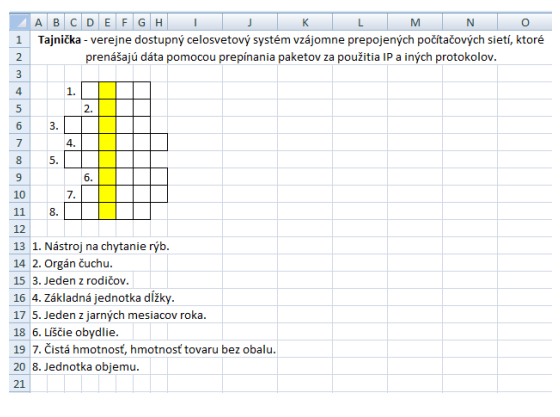 A B C D E F G H I J K L M N O
1 Tajnička - verejne dostupný celosvetový systém vzájomne prepojených počítačových sietí, ktoré
2 prenášajú dáta pomocou prepínania paketov za použitia IP a iných protokolov.
3
4 1.
5 2.
6 3.
7 4.
8 5.
9 6.
10 7.
11 8.
12
13 1. Nástroj na chytanie rýb.
14 2. Orgán čuchu.
15 3. Jeden z rodičov.
16 4. Základná jednotka dĺžky.
17 5. Jeden z jarných mesiacov roka.
18 6. Líščie obydlie.
19 7. Čistá hmotnosť, hmotnosť tovaru bez obalu.
20 8. Jednotka objemu.
21